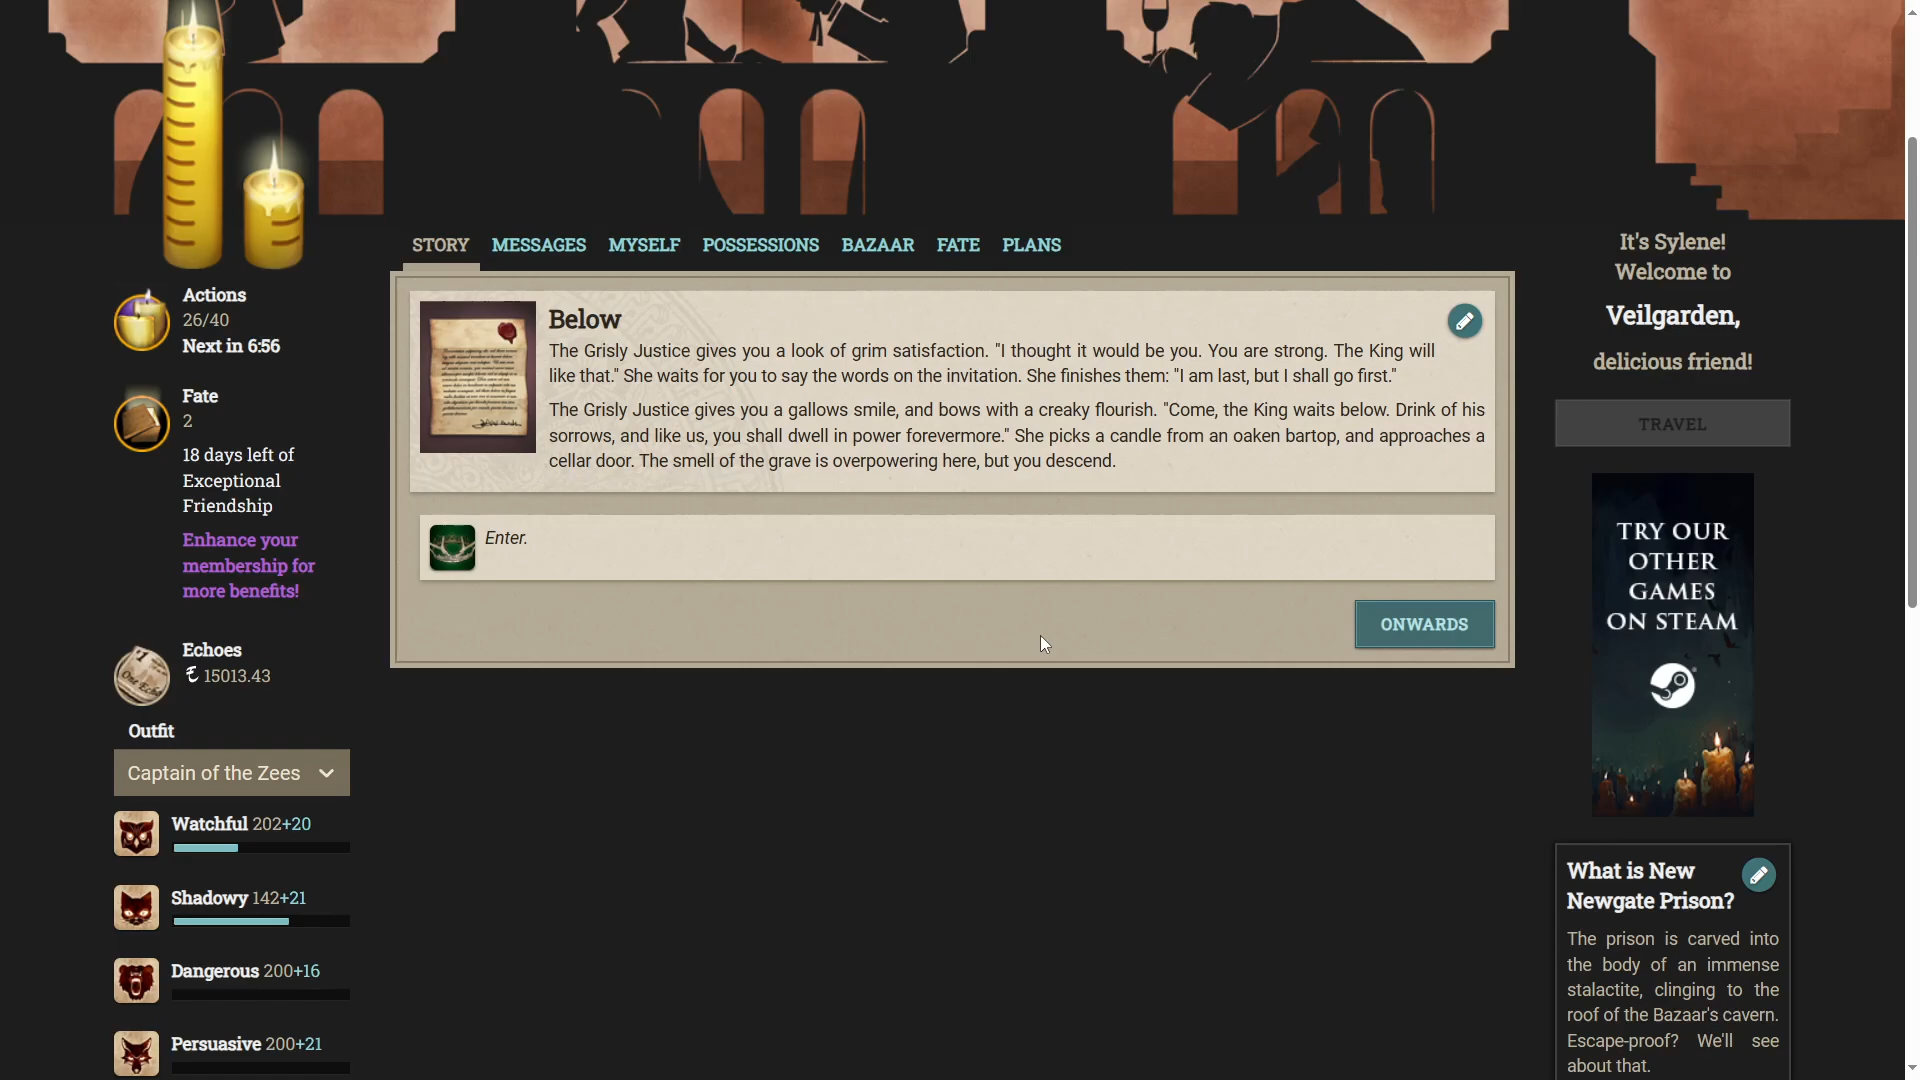 STORY MESSAGES MYSELF POSSESSIONS BAZAAR FATE PLANS
Actions
26/40
Next in 6:56
Fate
2
18 days left of
Exceptional
Friendship
Enhance your
membership for
more benefits!
Echoes
15013.43
Outfit
Captain of the Zees
Watchful 202+20
Shadowy 142+21
Dangerous 200+16
Persuasive 200+21
Below
The Grisly Justice gives you a look of grim satisfaction. "I thought it would be you. You are strong. The King will
like that." She waits for you to say the words on the invitation. She finishes them: "I am last, but I shall go first."
The Grisly Justice gives you a gallows smile, and bows with a creaky flourish. "Come, the King waits below. Drink of his
sorrows, and like us, you shall dwell in power forevermore." She picks a candle from an oaken bartop, and approaches a
cellar door. The smell of the grave is overpowering here, but you descend.
Enter.
ONWARDS
It's Sylene!
Welcome to
Veilgarden,
delicious friend!
TRAVEL
TRY OUR
OTHER
GAMES
ON STEAM
What is New
Newgate Prison?
The prison is carved into
the body of an immense
stalactite, clinging to the
roof of the Bazaar's cavern.
Escape-proof? We'll see
about that.